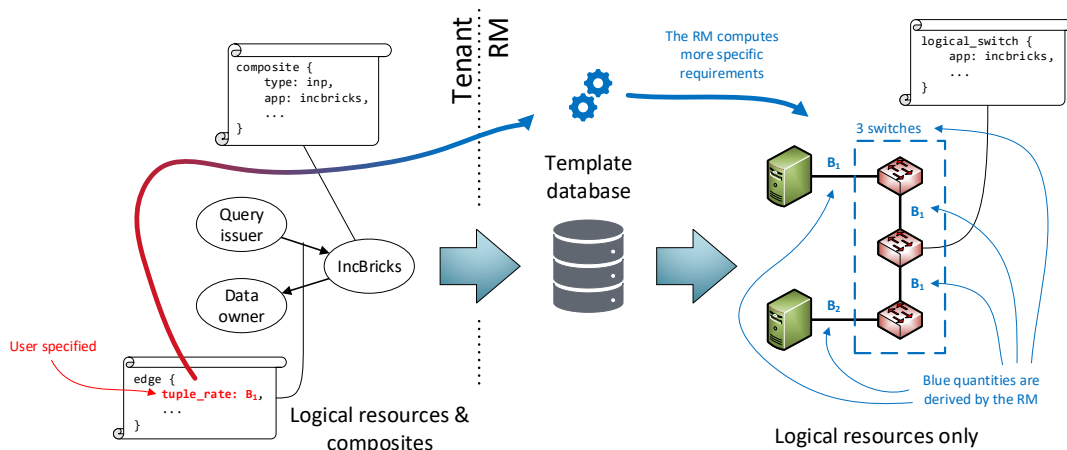 composite {
type: inp,
app: incbricks,
...
}
Tenant
RM
The RM computes
more specific
requirements
logical_switch {
app: incbricks,
...
}
3 switches
Template
database
Query
issuer
IncBricks
Data
owner
B₁
B₁
B₁
B₂
User specified
edge {
tuple_rate: B₁,
...
}
Logical resources &
composites
Blue quantities are
derived by the RM
Logical resources only